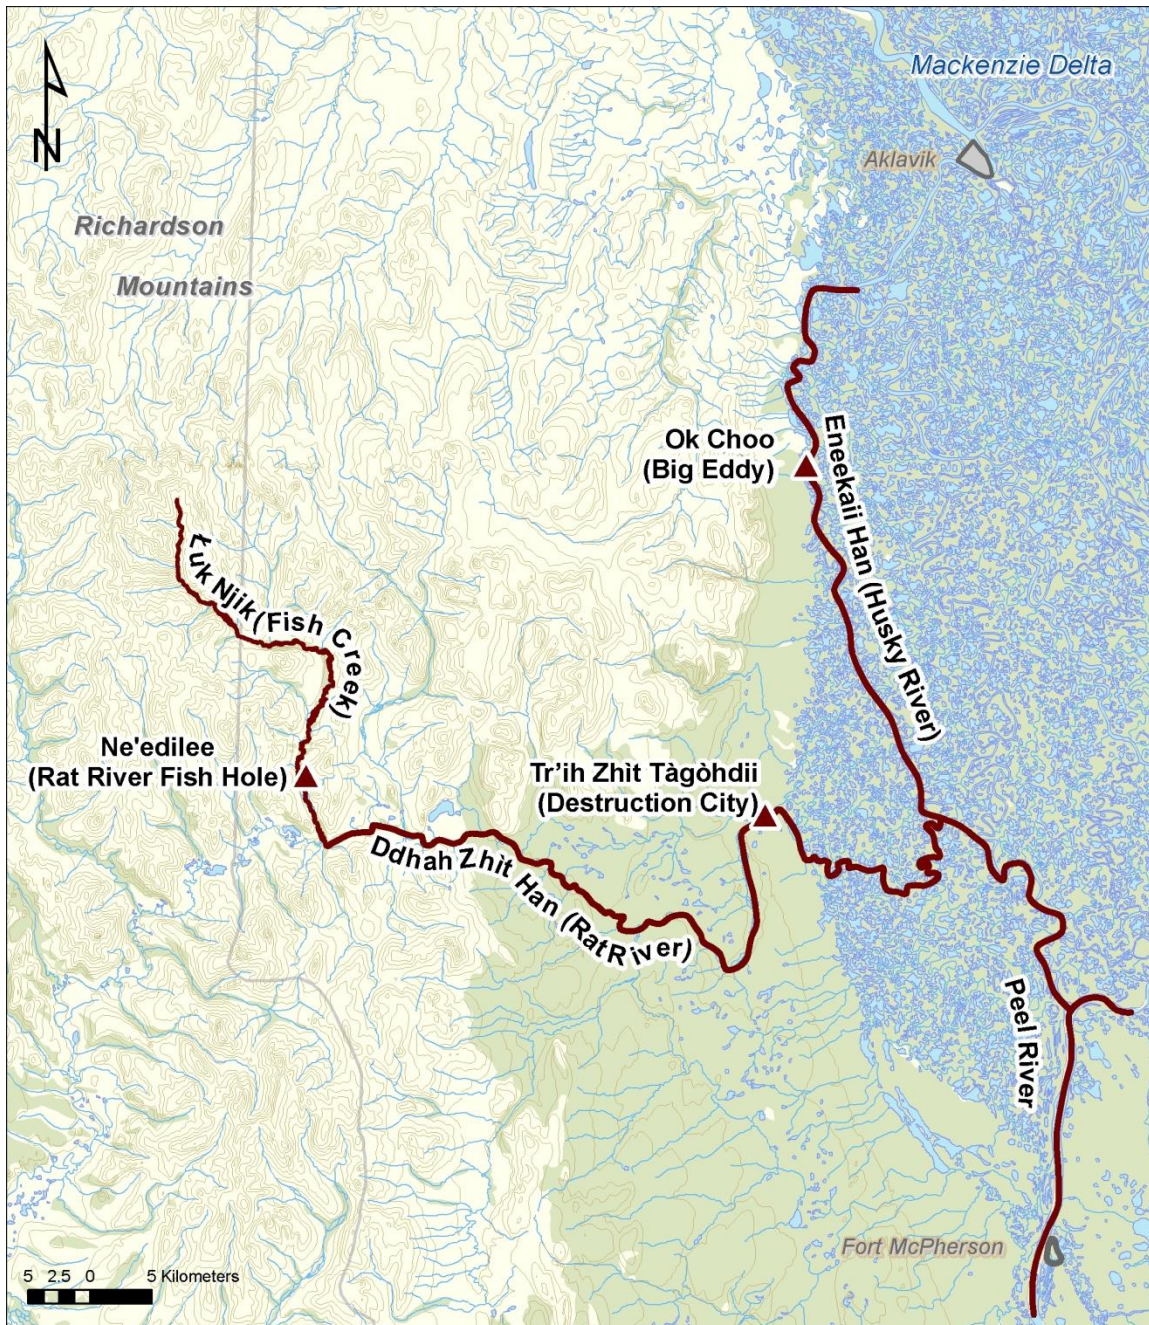 Mackenzie Delta
N
Aklavik
Richardson
Mountains
Ok Choo
(Big Eddy)
Eneekaii Han (Husky River)
Łuk Njik (Fish Creek)
Ne'edilee
(Rat River Fish Hole)
Tr’ih Zhìt Tàgòhdii
(Destruction City)
Ddhah Zhìt Han (Rat River)
Peel River
Fort McPherson
5 2.5 0 5 Kilometers